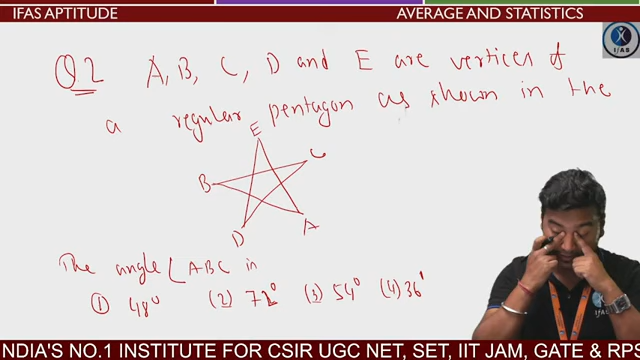 IFAS APTITUDE AVERAGE AND STATISTICS
IFAS
Q2 A, B, C, D and E are vertices of
a regular pentagon as shown in the
E
C
B
D
A
The angle ∠ABC is
(1) 48° (2) 72° (3) 54° (4) 36°
NDIA'S NO.1 INSTITUTE FOR CSIR UGC NET, SET, IIT JAM, GATE & RPS